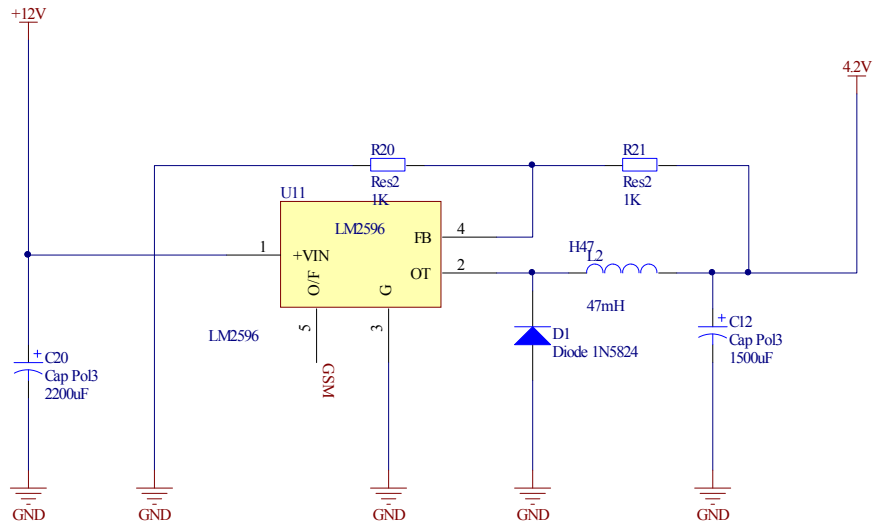 +12V
4.2V
R20
Res2
1K
R21
Res2
1K
U11
LM2596
FB
4
1
+VIN
O/F
G
OT
2
H47
L2
47mH
5
3
LM2596
GSM
D1
Diode 1N5824
+
C12
Cap Pol3
1500uF
+
C20
Cap Pol3
2200uF
GND
GND
GND
GND
GND